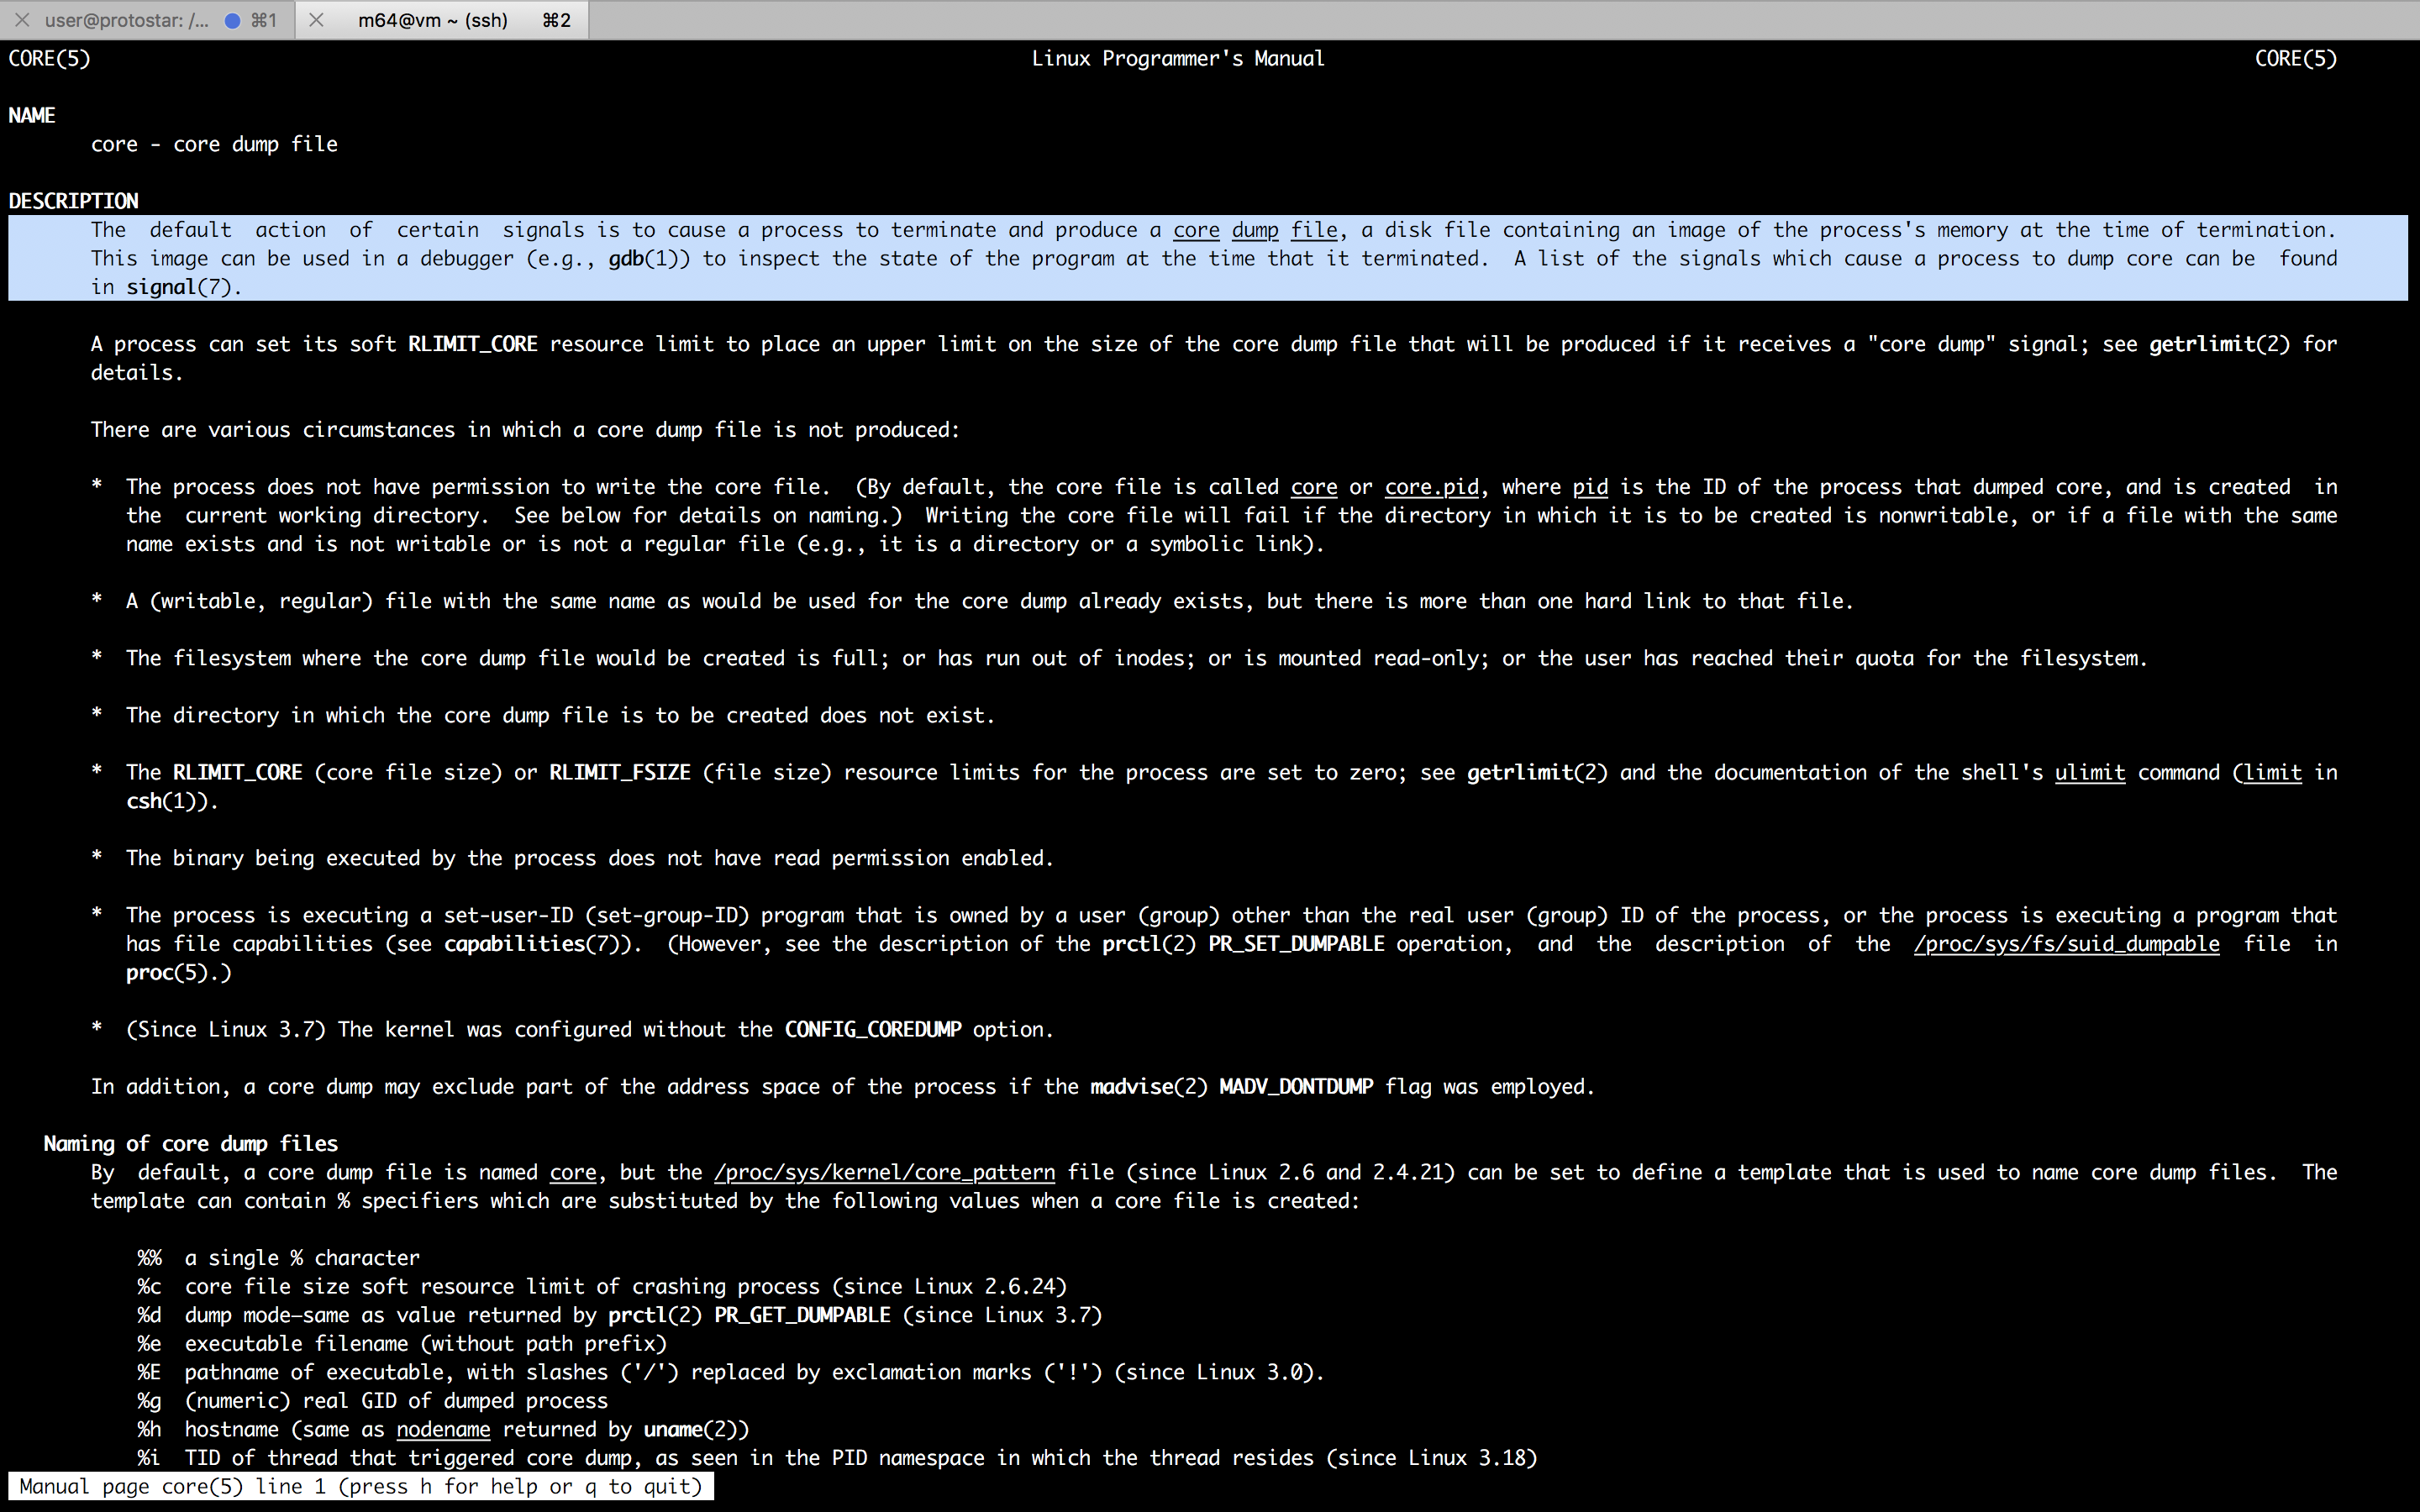 user@protostar: /... ⌘1 m64@vm ~ (ssh) ⌘2
CORE(5) Linux Programmer's Manual CORE(5)
NAME
core - core dump file
DESCRIPTION
The default action of certain signals is to cause a process to terminate and produce a core dump file, a disk file containing an image of the process's memory at the time of termination.
This image can be used in a debugger (e.g., gdb(1)) to inspect the state of the program at the time that it terminated. A list of the signals which cause a process to dump core can be found
in signal(7).
A process can set its soft RLIMIT_CORE resource limit to place an upper limit on the size of the core dump file that will be produced if it receives a "core dump" signal; see getrlimit(2) for
details.
There are various circumstances in which a core dump file is not produced:
* The process does not have permission to write the core file. (By default, the core file is called core or core.pid, where pid is the ID of the process that dumped core, and is created in
the current working directory. See below for details on naming.) Writing the core file will fail if the directory in which it is to be created is nonwritable, or if a file with the same
name exists and is not writable or is not a regular file (e.g., it is a directory or a symbolic link).
* A (writable, regular) file with the same name as would be used for the core dump already exists, but there is more than one hard link to that file.
* The filesystem where the core dump file would be created is full; or has run out of inodes; or is mounted read-only; or the user has reached their quota for the filesystem.
* The directory in which the core dump file is to be created does not exist.
* The RLIMIT_CORE (core file size) or RLIMIT_FSIZE (file size) resource limits for the process are set to zero; see getrlimit(2) and the documentation of the shell's ulimit command (limit in
csh(1)).
* The binary being executed by the process does not have read permission enabled.
* The process is executing a set-user-ID (set-group-ID) program that is owned by a user (group) other than the real user (group) ID of the process, or the process is executing a program that
has file capabilities (see capabilities(7)). (However, see the description of the prctl(2) PR_SET_DUMPABLE operation, and the description of the /proc/sys/fs/suid_dumpable file in
proc(5).)
* (Since Linux 3.7) The kernel was configured without the CONFIG_COREDUMP option.
In addition, a core dump may exclude part of the address space of the process if the madvise(2) MADV_DONTDUMP flag was employed.
Naming of core dump files
By default, a core dump file is named core, but the /proc/sys/kernel/core_pattern file (since Linux 2.6 and 2.4.21) can be set to define a template that is used to name core dump files. The
template can contain % specifiers which are substituted by the following values when a core file is created:
%% a single % character
%c core file size soft resource limit of crashing process (since Linux 2.6.24)
%d dump mode—same as value returned by prctl(2) PR_GET_DUMPABLE (since Linux 3.7)
%e executable filename (without path prefix)
%E pathname of executable, with slashes ('/') replaced by exclamation marks ('!') (since Linux 3.0).
%g (numeric) real GID of dumped process
%h hostname (same as nodename returned by uname(2))
%i TID of thread that triggered core dump, as seen in the PID namespace in which the thread resides (since Linux 3.18)
Manual page core(5) line 1 (press h for help or q to quit)